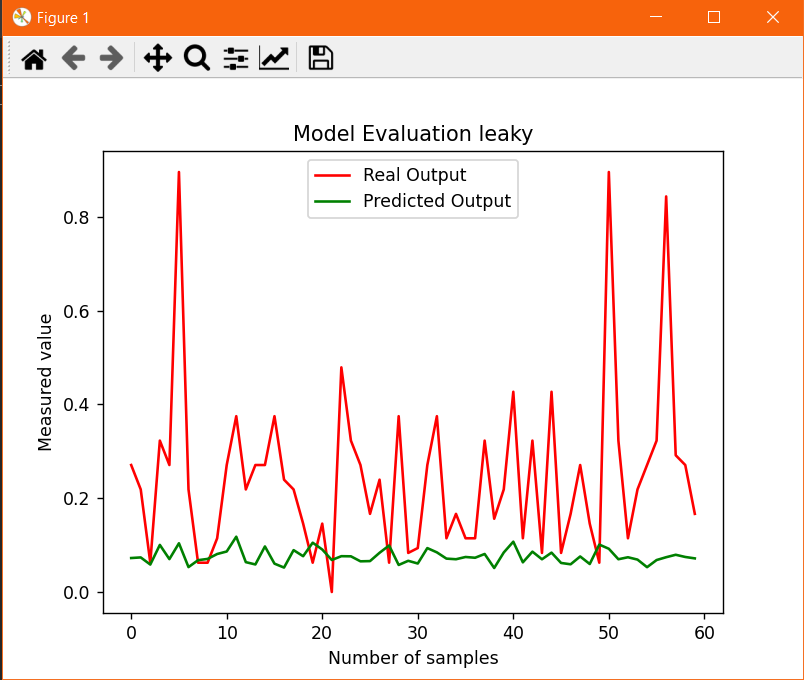 Figure 1
Model Evaluation leaky
Real Output
Predicted Output
0.8
0.6
0.4
0.2
0.0
Measured value
0 10 20 30 40 50 60
Number of samples